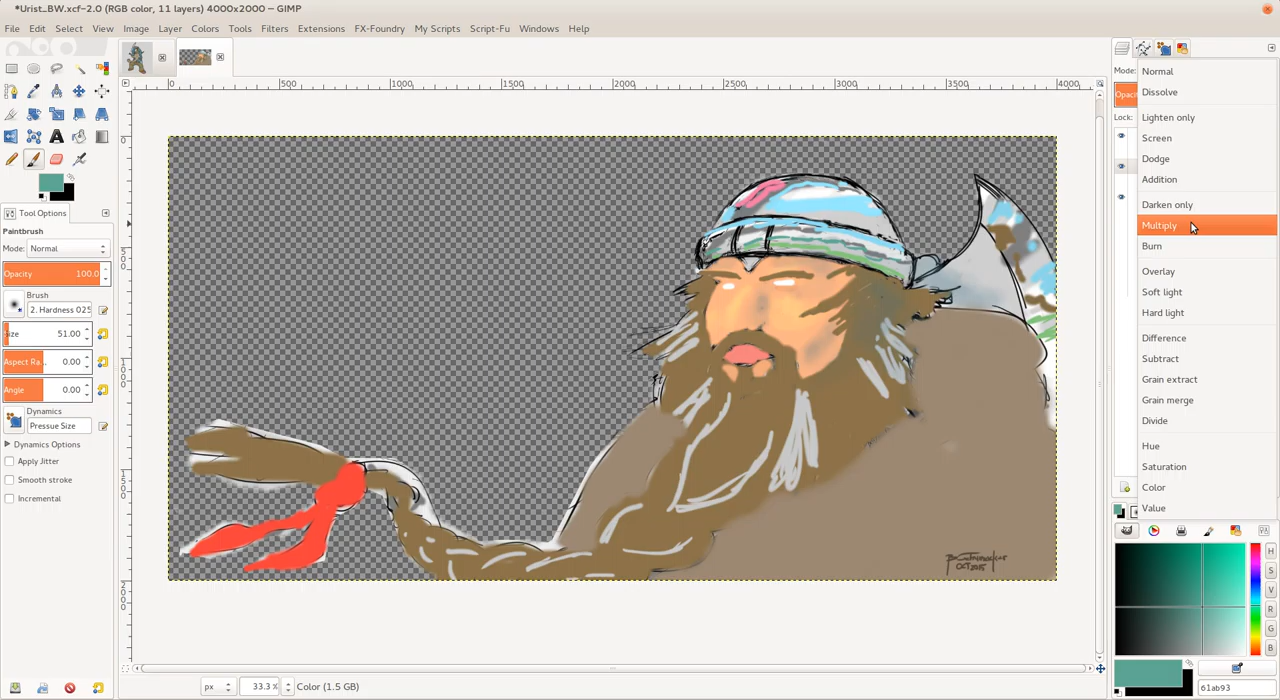 *Urist_BW.xcf-2.0 (RGB color, 11 layers) 4000x2000 – GIMP
File Edit Select View Image Layer Colors Tools Filters Extensions FX-Foundry My Scripts Script-Fu Windows Help
0 500 1000 1500 2000 2500 3000 3500 4000
Tool Options
Paintbrush
Mode: Normal
Opacity 100.0
Brush
2. Hardness 025
51.00
Aspect Ra... 0.00
Angle 0.00
Dynamics
Pressue Size
Dynamics Options
Apply Jitter
Smooth stroke
Incremental
OCT 2015
px 33.3 % Color (1.5 GB)
Mode:
Opac
Lock:
Normal
Dissolve
Lighten only
Screen
Dodge
Addition
Darken only
Multiply
Burn
Overlay
Soft light
Hard light
Difference
Subtract
Grain extract
Grain merge
Divide
Hue
Saturation
Color
Value
H
S
V
R
G
B
61ab93